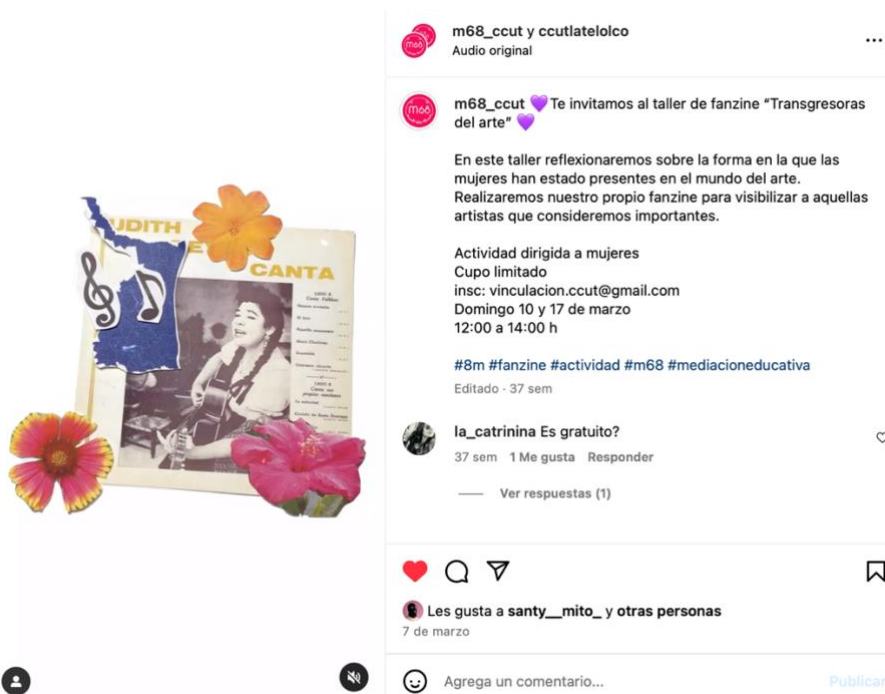 JUDITH
CANTA
m68_ccut y ccutlatelolco
Audio original
m68_ccut 💜Te invitamos al taller de fanzine “Transgresoras
del arte” 💜
En este taller reflexionaremos sobre la forma en la que las
mujeres han estado presentes en el mundo del arte.
Realizaremos nuestro propio fanzine para visibilizar a aquellas
artistas que consideremos importantes.
Actividad dirigida a mujeres
Cupo limitado
insc: vinculacion.ccut@gmail.com
Domingo 10 y 17 de marzo
12:00 a 14:00 h
#8m #fanzine #actividad #m68 #mediacioneducativa
Editado · 37 sem
la_catrinina Es gratuito?
37 sem 1 Me gusta Responder
Ver respuestas (1)
Les gusta a santy__mito_ y otras personas
7 de marzo
Agrega un comentario...
Publicar